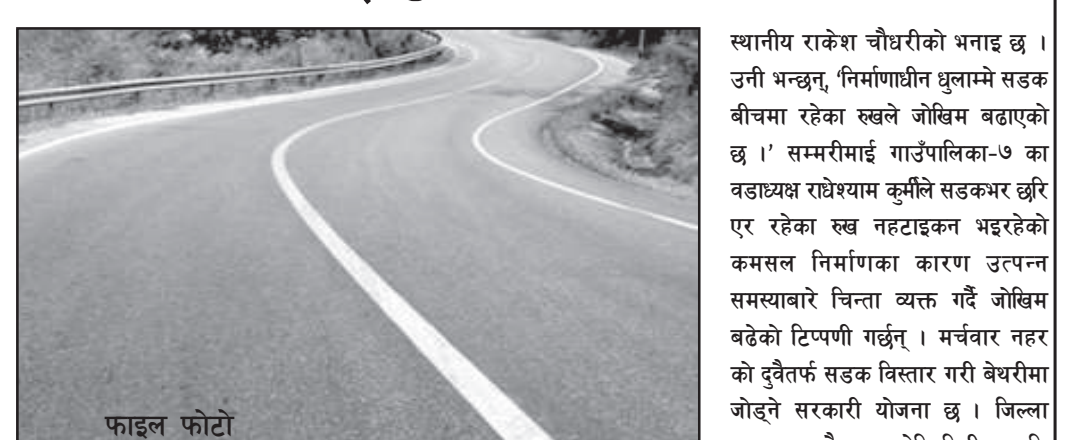 स्थानीय राकेश चौधरीको भनाइ छ ।
उनी भन्छन्, ‘निर्माणाधीन धुलाम्मे सडक
बीचमा रहेका रुखले जोखिम बढाएको
छ ।’ सम्मरीमाई गाउँपालिका-७ का
वडाध्यक्ष राधेश्याम कुर्मीले सडकभर छरि
एर रहेका रुख नहटाइकन भइरहेको
कमसल निर्माणका कारण उत्पन्न
समस्याबारे चिन्ता व्यक्त गर्दै जोखिम
बढेको टिप्पणी गर्छन् । मर्चवार नहर
को दुवैतर्फ सडक विस्तार गरी बेथरीमा
जोड्ने सरकारी योजना छ । जिल्ला
फाइल फोटो